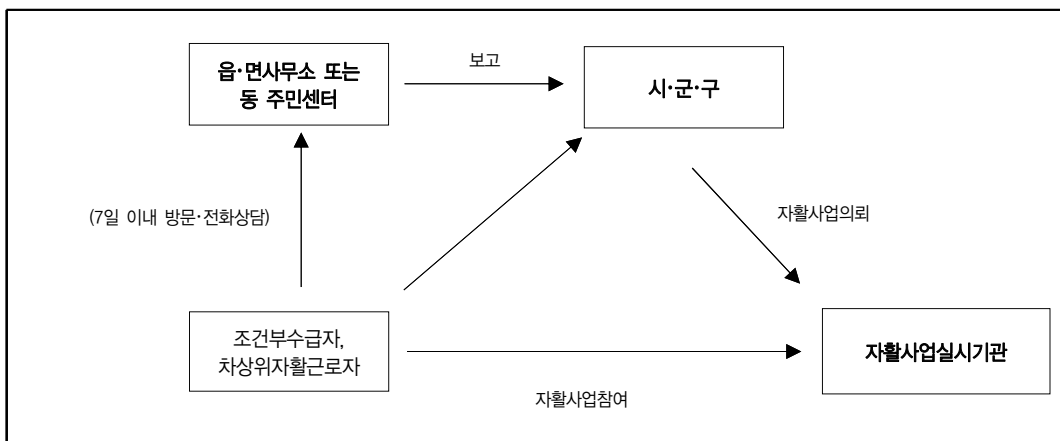 읍·면사무소 또는
동 주민센터
보고
시·군·구
(7일 이내 방문·전화상담)
자활사업의뢰
조건부수급자,
차상위자활근로자
자활사업실시기관
자활사업참여